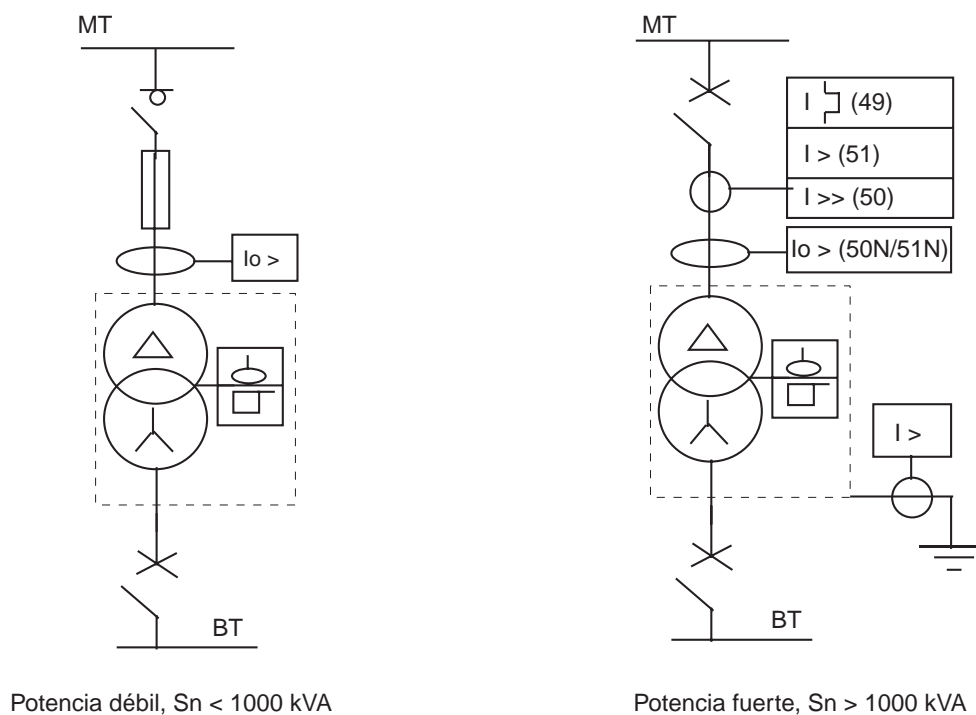 MT
Io >
BT
Potencia débil, Sn < 1000 kVA
MT
I (49)
I > (51)
I >> (50)
Io > (50N/51N)
I >
BT
Potencia fuerte, Sn > 1000 kVA